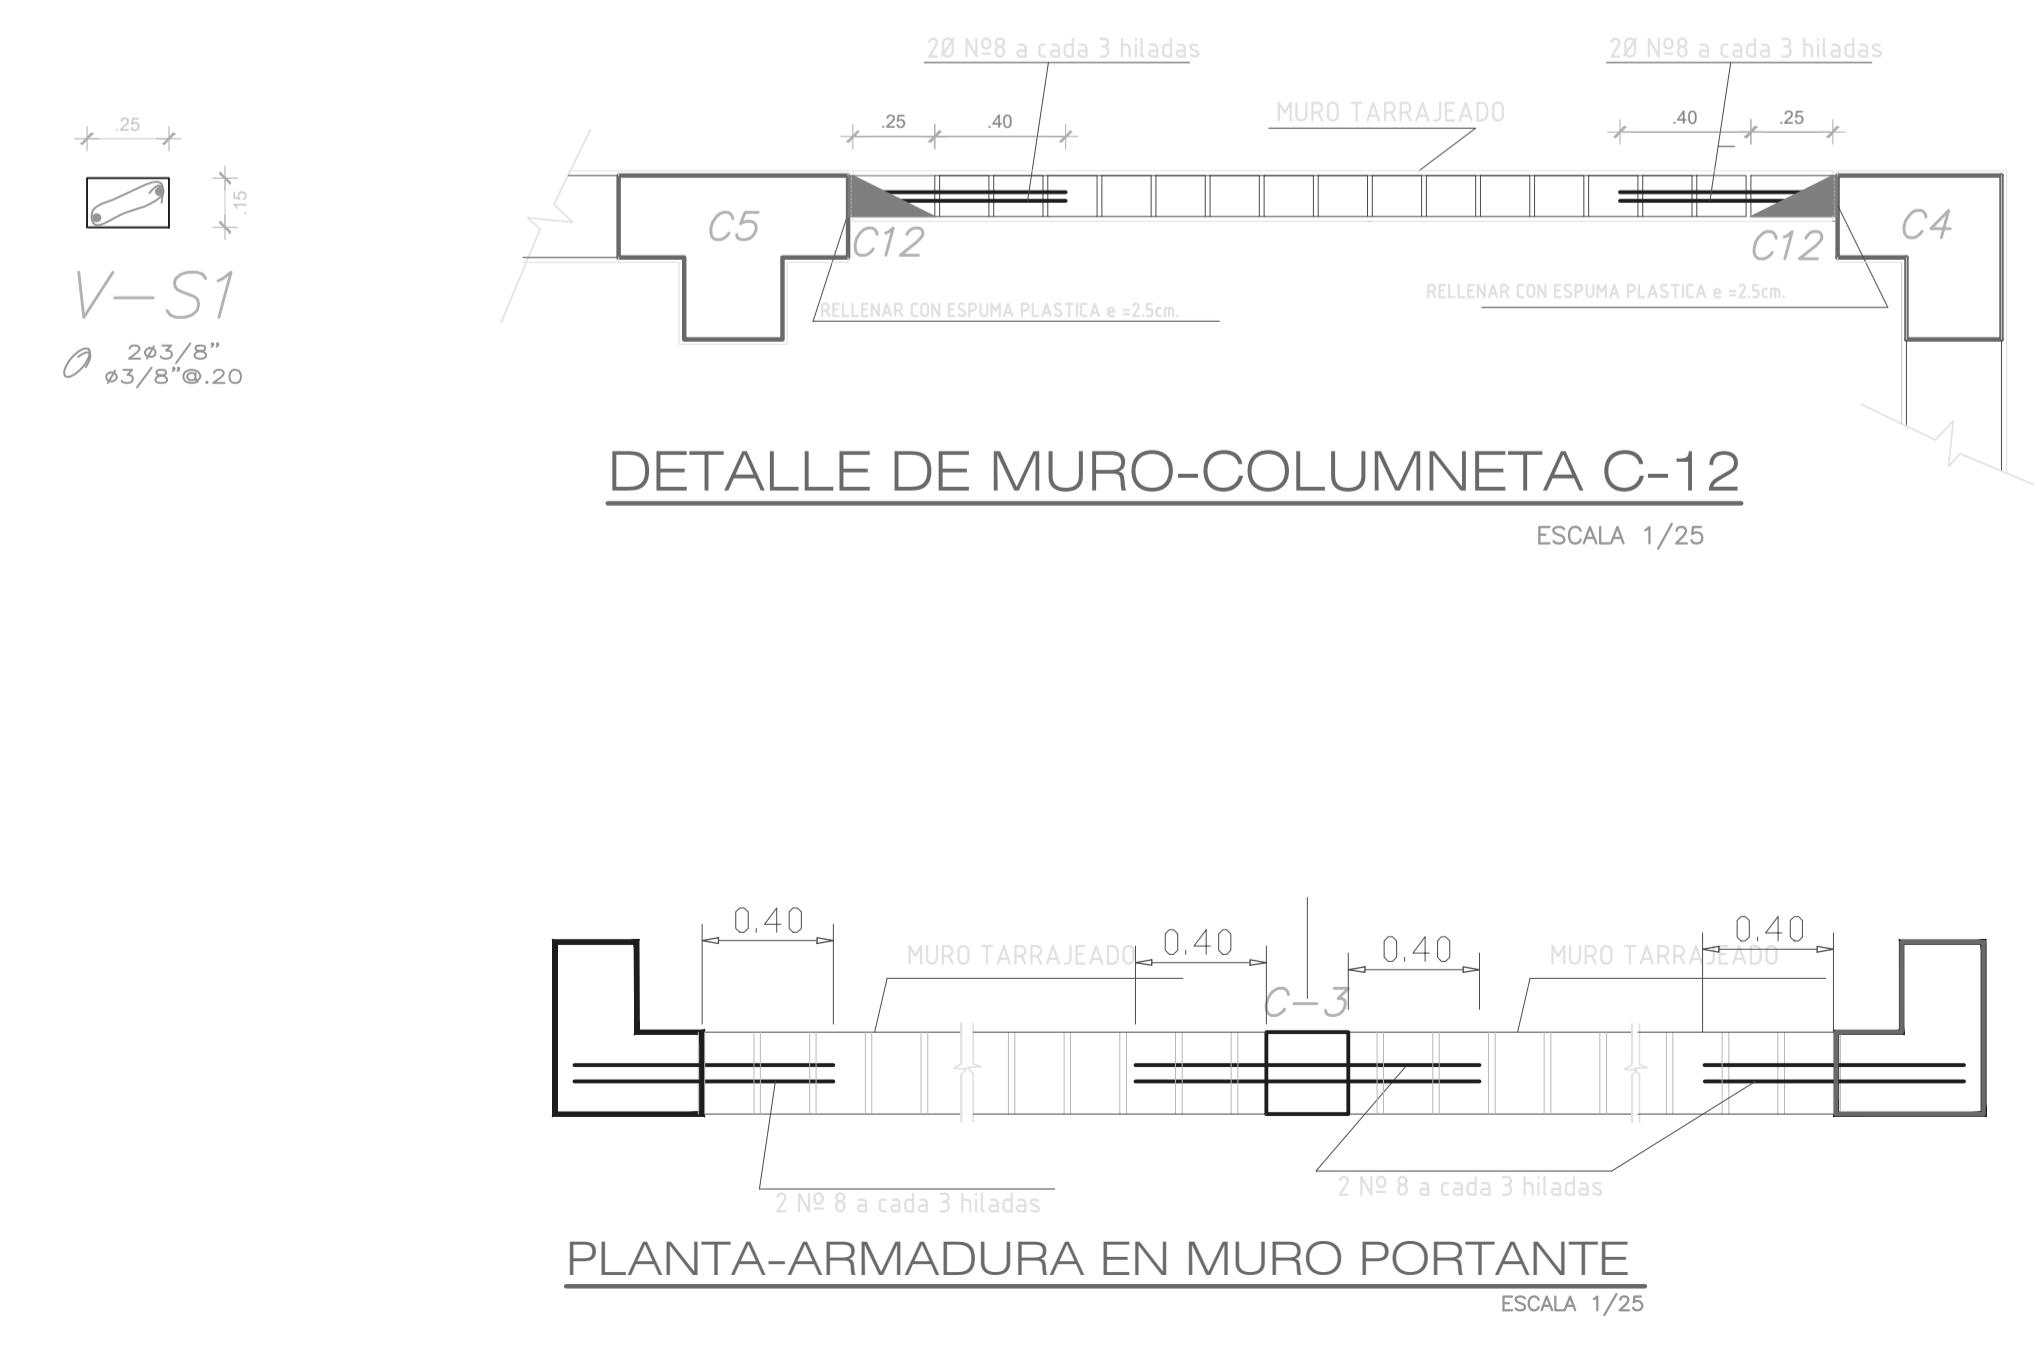 2Ø Nº8 a cada 3 hiladas
2Ø Nº8 a cada 3 hiladas
MURO TARRAJEADO
.25
.25
.40
.40
.25
.15
C5
C12
C12
C4
V-S1
RELLENAR CON ESPUMA PLASTICA e =2.5cm.
RELLENAR CON ESPUMA PLASTICA e =2.5cm.
2ø3/8"
ø3/8"@.20
DETALLE DE MURO-COLUMNETA C-12
ESCALA 1/25
0.40
MURO TARRAJEADO
0.40
0.40
MURO TARRAJEADO
0.40
C-3
2 Nº 8 a cada 3 hiladas
2 Nº 8 a cada 3 hiladas
PLANTA-ARMADURA EN MURO PORTANTE
ESCALA 1/25